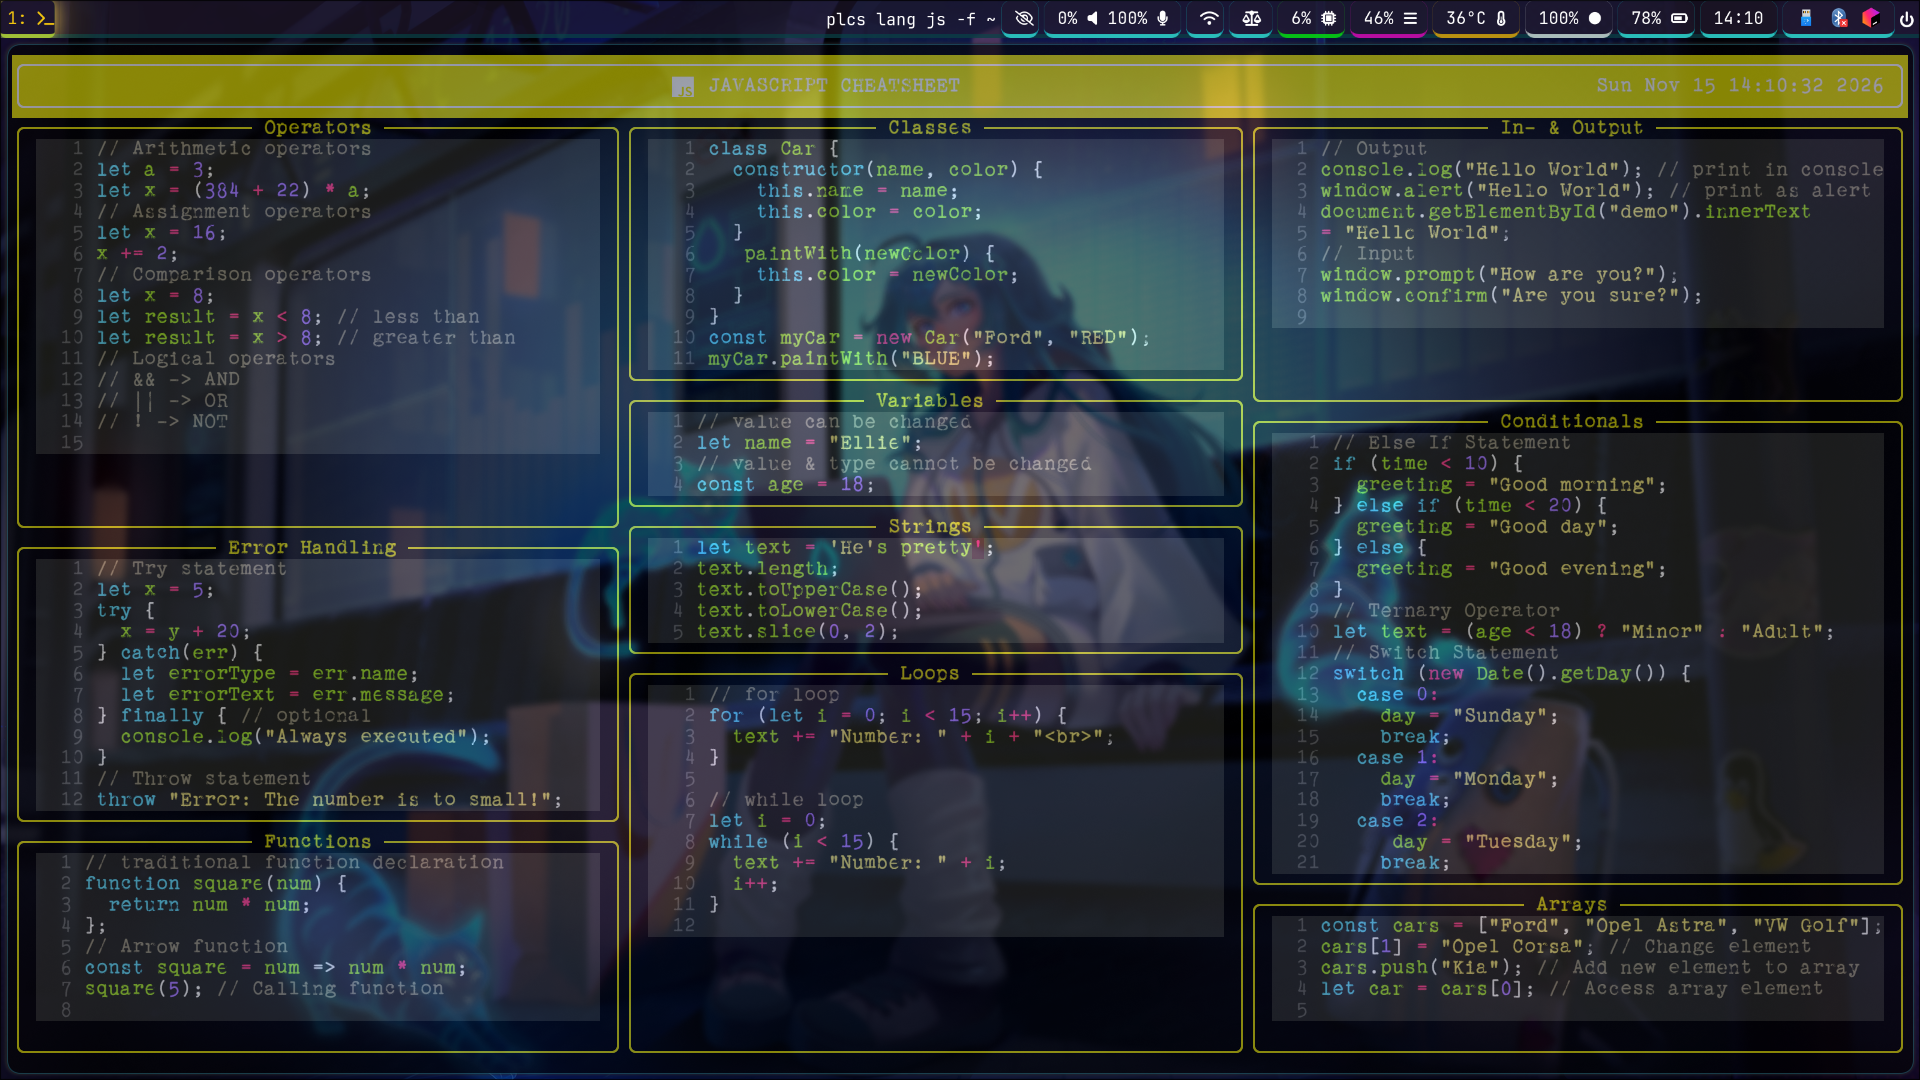 1:
plcs lang js -f ~
0% 100%
6%
46%
36°C
100%
78%
14:10
JS JAVASCRIPT CHEATSHEET
Sun Nov 15 14:10:32 2026
Operators
1 // Arithmetic operators
2 let a = 3;
3 let x = (384 + 22) * a;
4 // Assignment operators
5 let x = 16;
6 x += 2;
7 // Comparison operators
8 let x = 8;
9 let result = x < 8; // less than
10 let result = x > 8; // greater than
11 // Logical operators
12 // && -> AND
13 // || -> OR
14 // ! -> NOT
15
Error Handling
1 // Try statement
2 let x = 5;
3 try {
4   x = y + 20;
5 } catch(err) {
6   let errorType = err.name;
7   let errorText = err.message;
8 } finally { // optional
9   console.log("Always executed");
10 }
11 // Throw statement
12 throw "Error: The number is to small!";
Functions
1 // traditional function declaration
2 function square(num) {
3   return num * num;
4 };
5 // Arrow function
6 const square = num => num * num;
7 square(5); // Calling function
8
Classes
1 class Car {
2   constructor(name, color) {
3     this.name = name;
4     this.color = color;
5   }
6    paintWith(newColor) {
7     this.color = newColor;
8   }
9 }
10 const myCar = new Car("Ford", "RED");
11 myCar.paintWith("BLUE");
Variables
1 // value can be changed
2 let name = "Ellie";
3 // value & type cannot be changed
4 const age = 18;
Strings
1 let text = 'He's pretty';
2 text.length;
3 text.toUpperCase();
4 text.toLowerCase();
5 text.slice(0, 2);
Loops
1 // for loop
2 for (let i = 0; i < 15; i++) {
3   text += "Number: " + i + "<br>";
4 }
5
6 // while loop
7 let i = 0;
8 while (i < 15) {
9   text += "Number: " + i;
10   i++;
11 }
12
In- & Output
1 // Output
2 console.log("Hello World"); // print in console
3 window.alert("Hello World"); // print as alert
4 document.getElementById("demo").innerText
5 = "Hello World";
6 // Input
7 window.prompt("How are you?");
8 window.confirm("Are you sure?");
9
Conditionals
1 // Else If Statement
2 if (time < 10) {
3   greeting = "Good morning";
4 } else if (time < 20) {
5   greeting = "Good day";
6 } else {
7   greeting = "Good evening";
8 }
9 // Ternary Operator
10 let text = (age < 18) ? "Minor" : "Adult";
11 // Switch Statement
12 switch (new Date().getDay()) {
13   case 0:
14     day = "Sunday";
15     break;
16   case 1:
17     day = "Monday";
18     break;
19   case 2:
20      day = "Tuesday";
21     break;
Arrays
1 const cars = ["Ford", "Opel Astra", "VW Golf"];
2 cars[1] = "Opel Corsa"; // Change element
3 cars.push("Kia"); // Add new element to array
4 let car = cars[0]; // Access array element
5